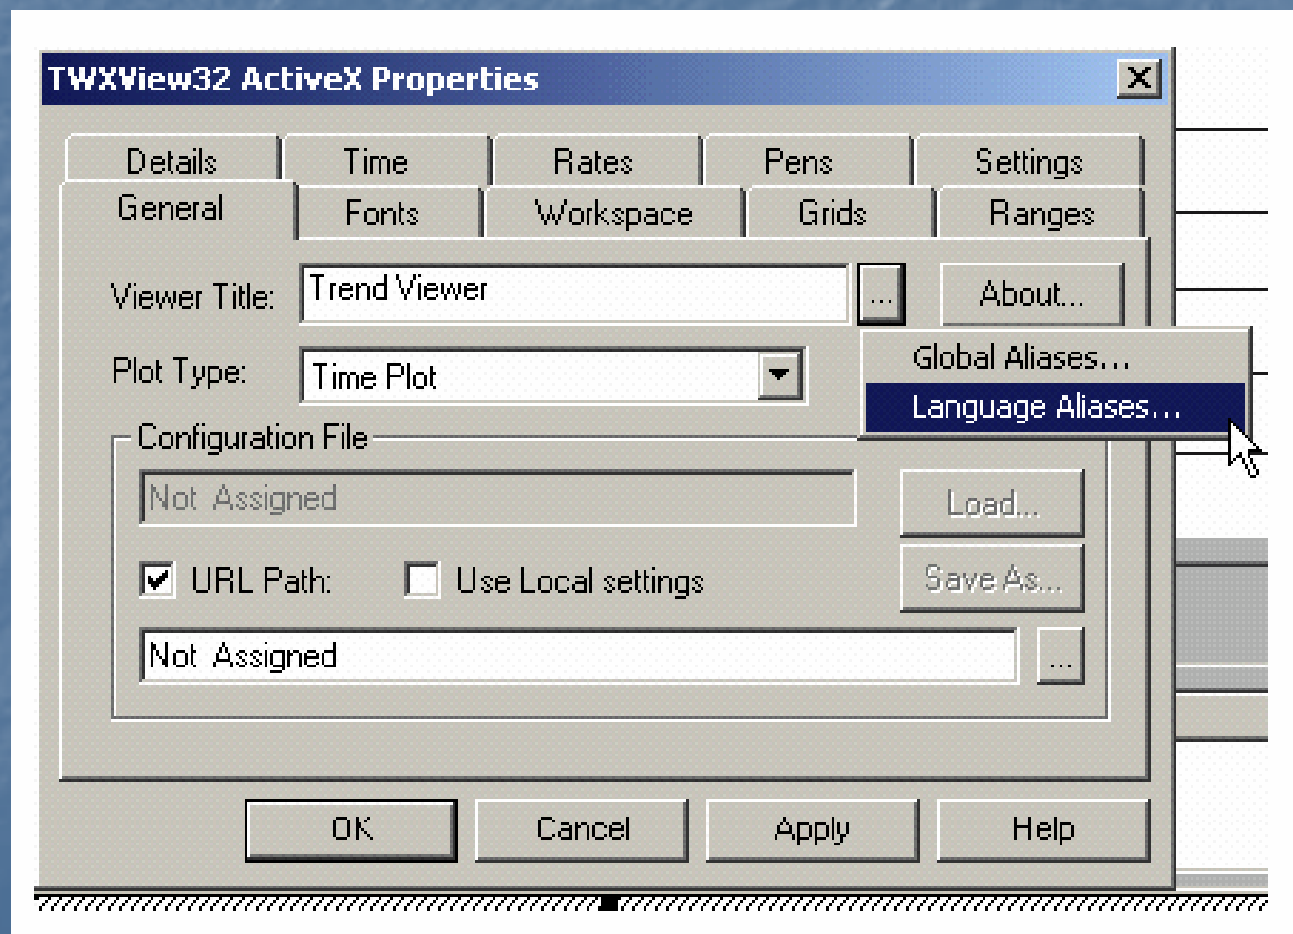 TWXView32 ActiveX Properties
Details Time Rates Pens Settings
General Fonts Workspace Grids Ranges
Viewer Title: Trend Viewer ... About...
Plot Type: Time Plot
Global Aliases...
Language Aliases...
Configuration File
Not Assigned Load...
URL Path: Use Local settings Save As...
Not Assigned ...
OK Cancel Apply Help